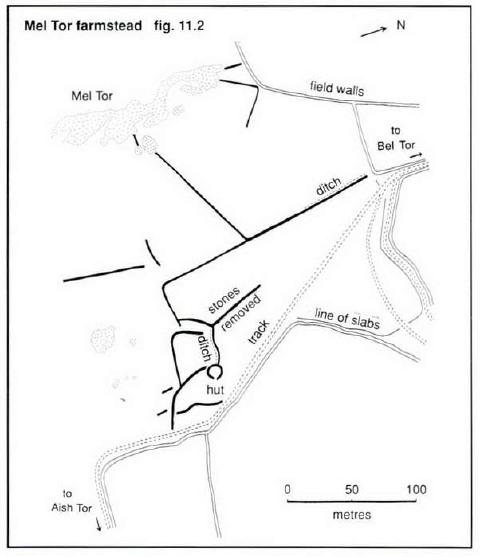 Mel Tor farmstead fig. 11.2
N
Mel Tor
field walls
to
Bel Tor
ditch
stones
removed
track
line of slabs
ditch
hut
to
Aish Tor
0 50 100
metres